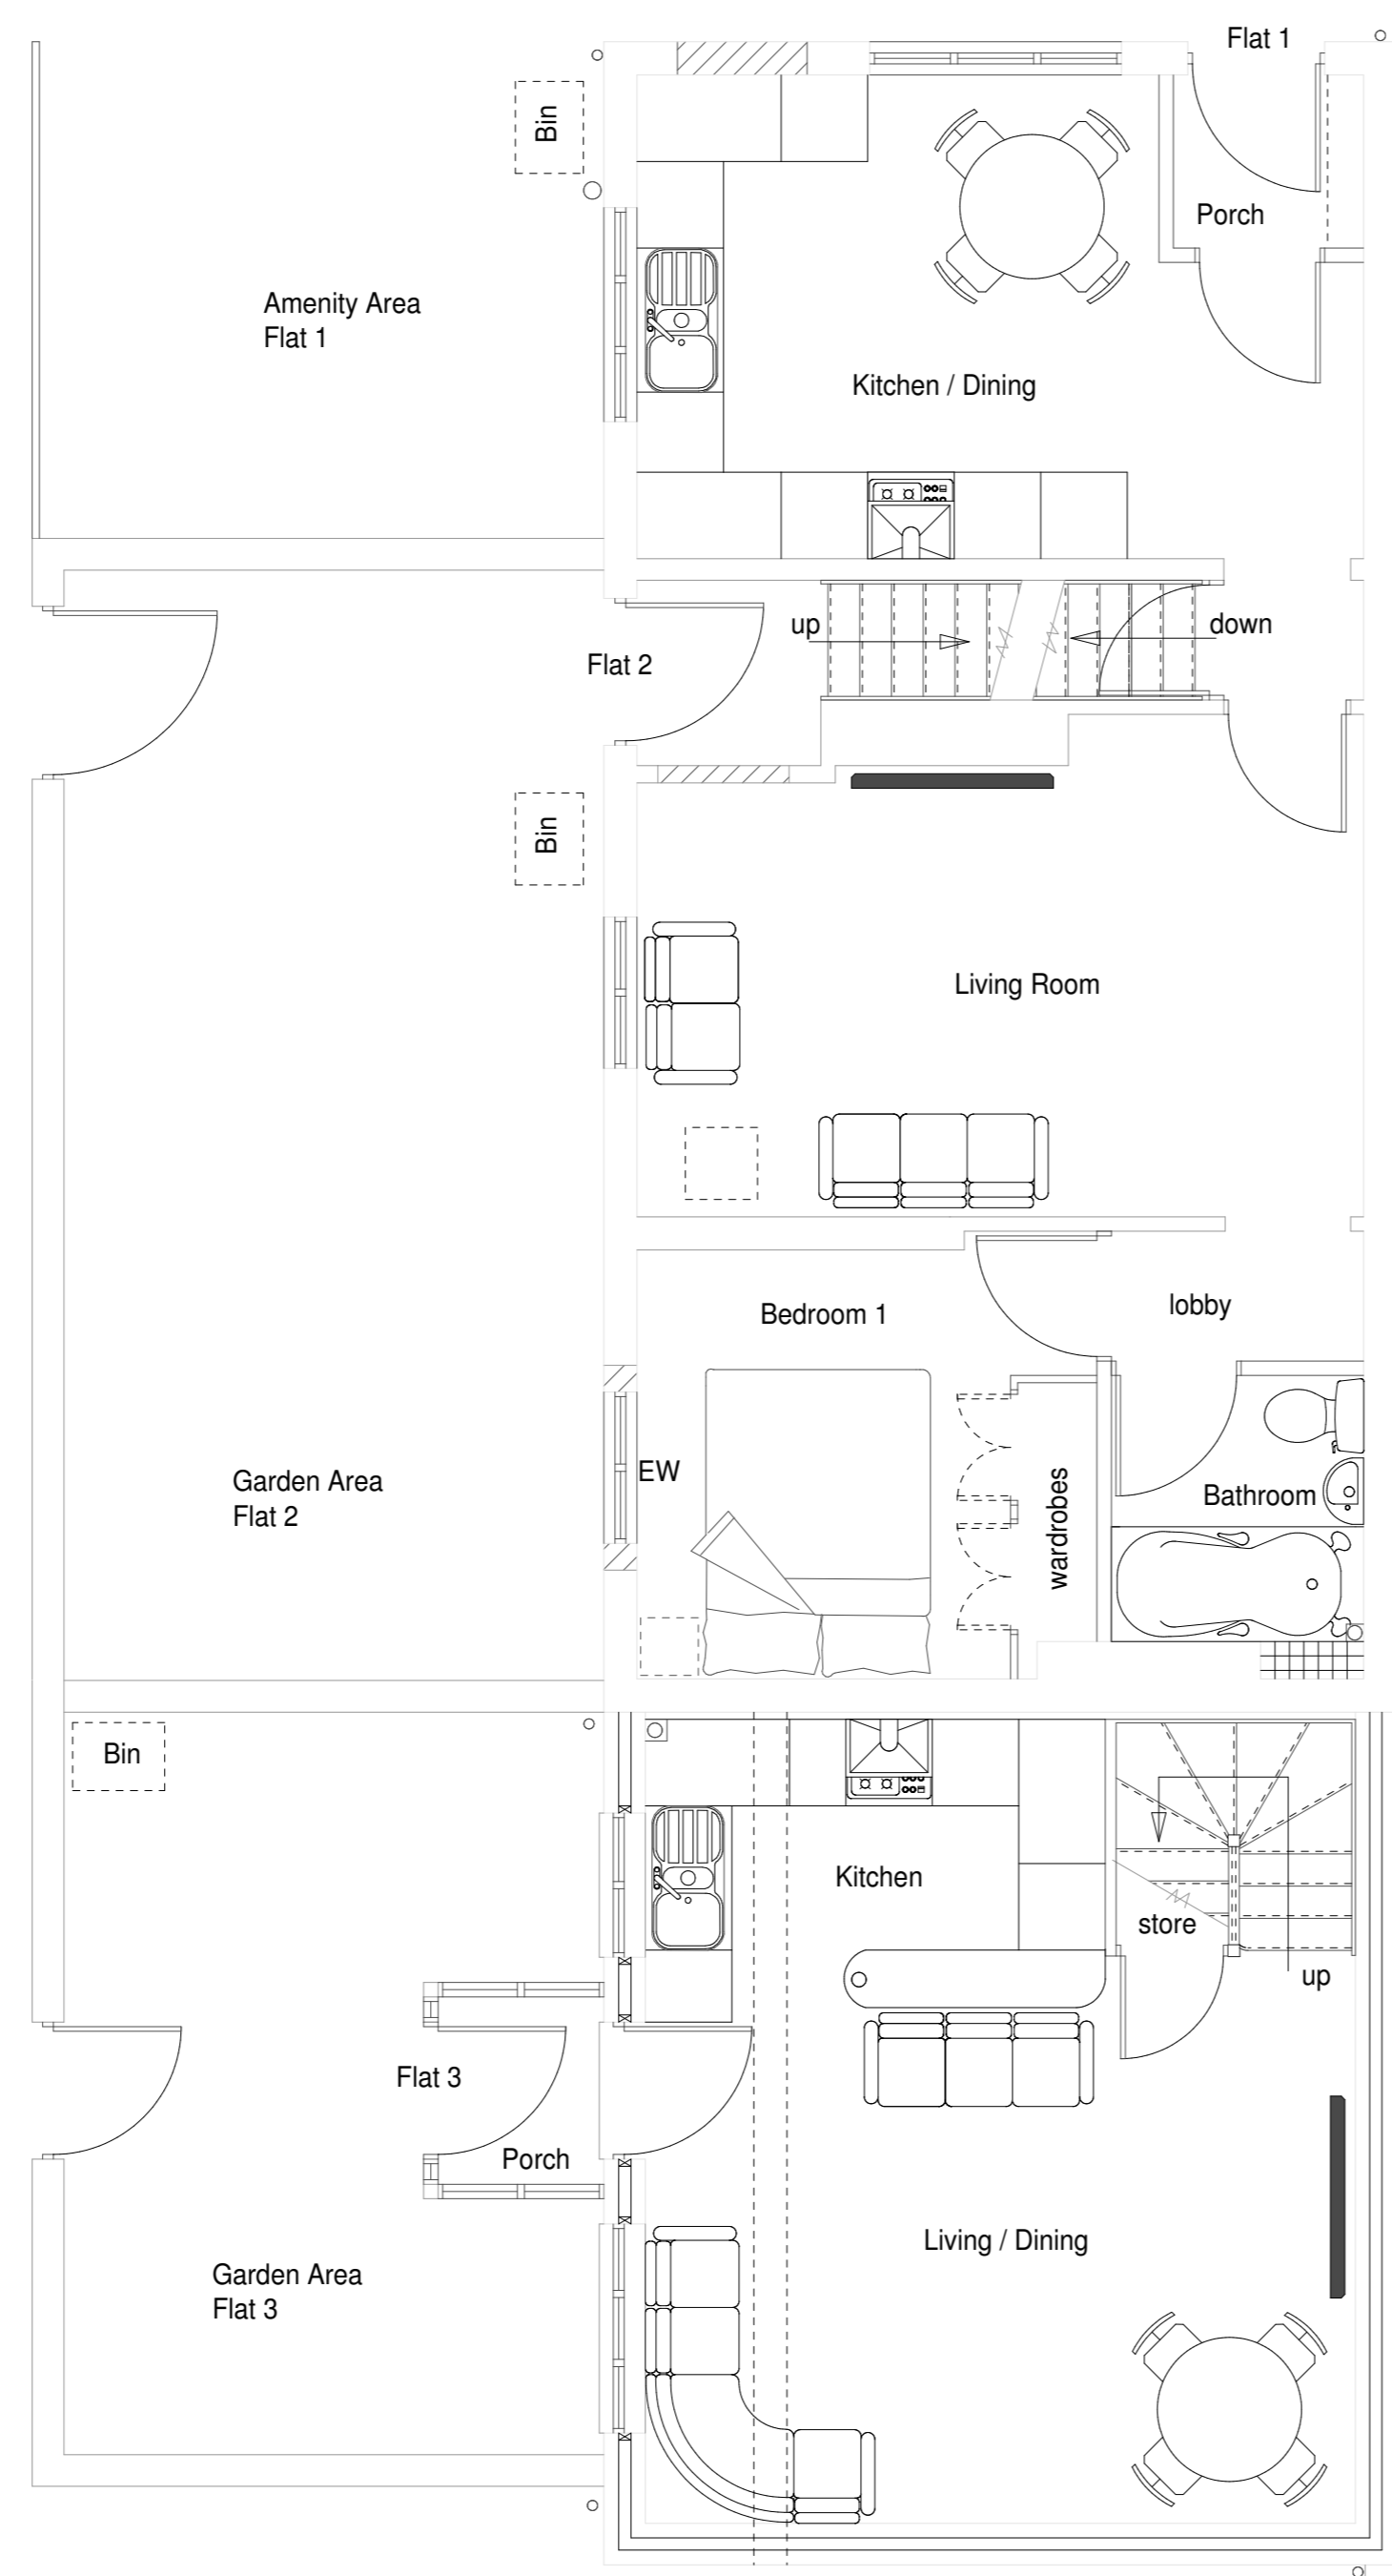 Flat 1
Bin
Porch
Amenity Area
Flat 1
Kitchen / Dining
up
down
Flat 2
Bin
Living Room
lobby
Bedroom 1
EW
Garden Area
Flat 2
Bathroom
wardrobes
Bin
Kitchen
store
up
Flat 3
Porch
Living / Dining
Garden Area
Flat 3